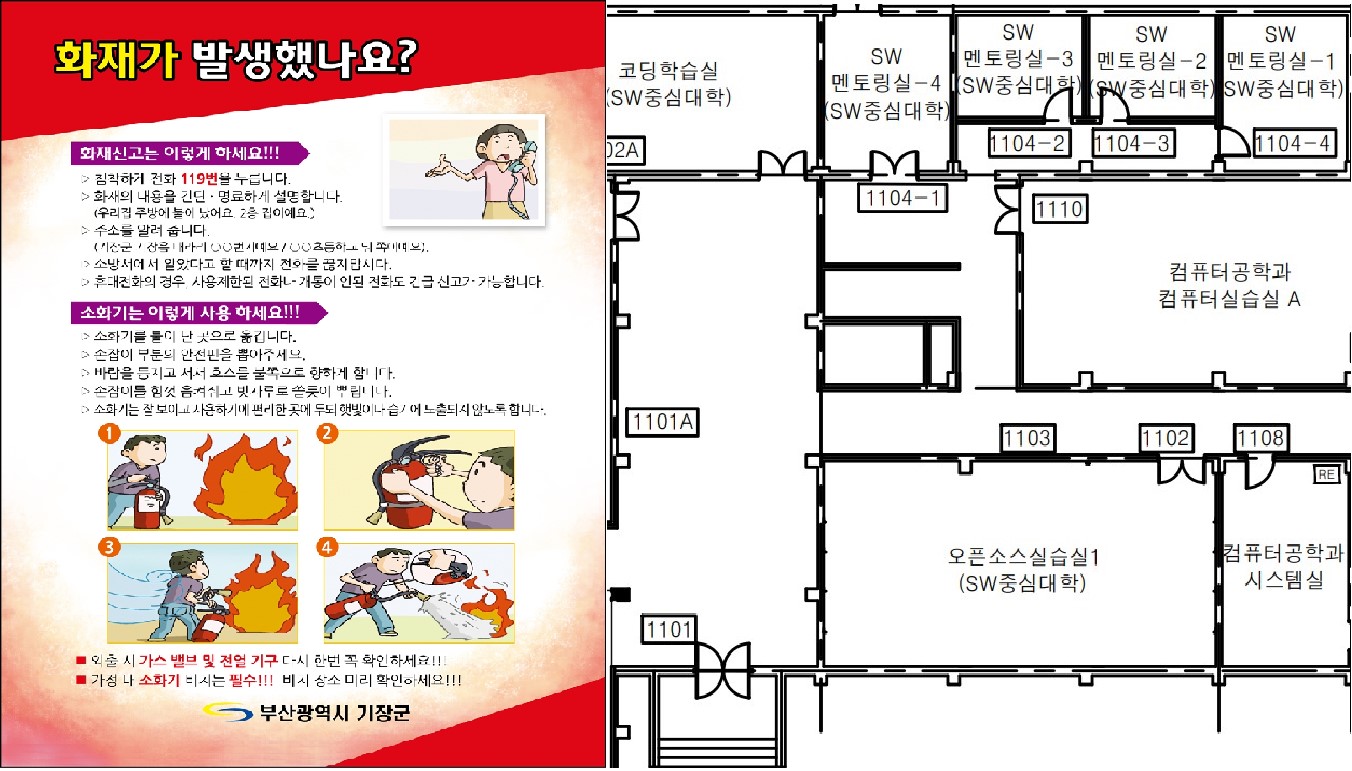 화재가 발생했나요?
화재신고는 이렇게 하세요!!!
> 침착하게 전화 119번을 누릅니다.
> 화재의 내용을 간단·명료하게 설명합니다.
(우리집 주방에 불이 났어요. 2층 집이예요.)
> 주소를 알려 줍니다.
> 소방서에서 알았다고 할 때까지 전화를 끊지맙시다.
> 휴대전화의 경우, 사용제한된 전화나 개통이 안된 전화도 긴급 신고가 가능합니다.
소화기는 이렇게 사용 하세요!!!
> 소화기를 불이 난 곳으로 옮깁니다.
> 손잡이 부분의 안전핀을 뽑아주세요.
> 바람을 등지고 서서 호스를 불쪽으로 향하게 합니다.
> 손잡이를 힘껏 움켜쥐고 빗자루로 쓸듯이 뿌립니다.
> 소화기는 잘 보이고 사용하기에 편리한 곳에 두되 햇빛이나 습기에 노출되지 않도록 합니다.
1
2
3
4
■ 외출 시 가스 밸브 및 전열 기구 다시 한번 꼭 확인하세요!!!
■ 가정 내 소화기 비치는 필수!!! 비치 장소 미리 확인하세요!!!
부산광역시 기장군
코딩학습실
(SW중심대학)
02A
SW
멘토링실-4
(SW중심대학)
SW
멘토링실-3
(SW중심대학)
SW
멘토링실-2
(SW중심대학)
SW
멘토링실-1
(SW중심대학)
1104-2
1104-3
1104-4
1104-1
1110
컴퓨터공학과
컴퓨터실습실 A
1101A
1103
1102
1108
RE
오픈소스실습실1
(SW중심대학)
컴퓨터공학과
시스템실
1101